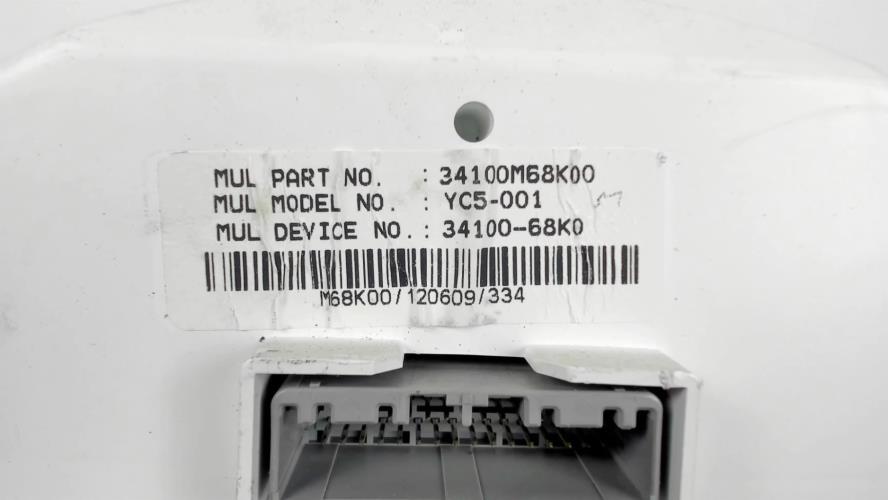 MUL PART NO. : 34100M68K00
MUL MODEL NO. : YC5-001
MUL DEVICE NO. : 34100-68K0
M68K00/120609/334